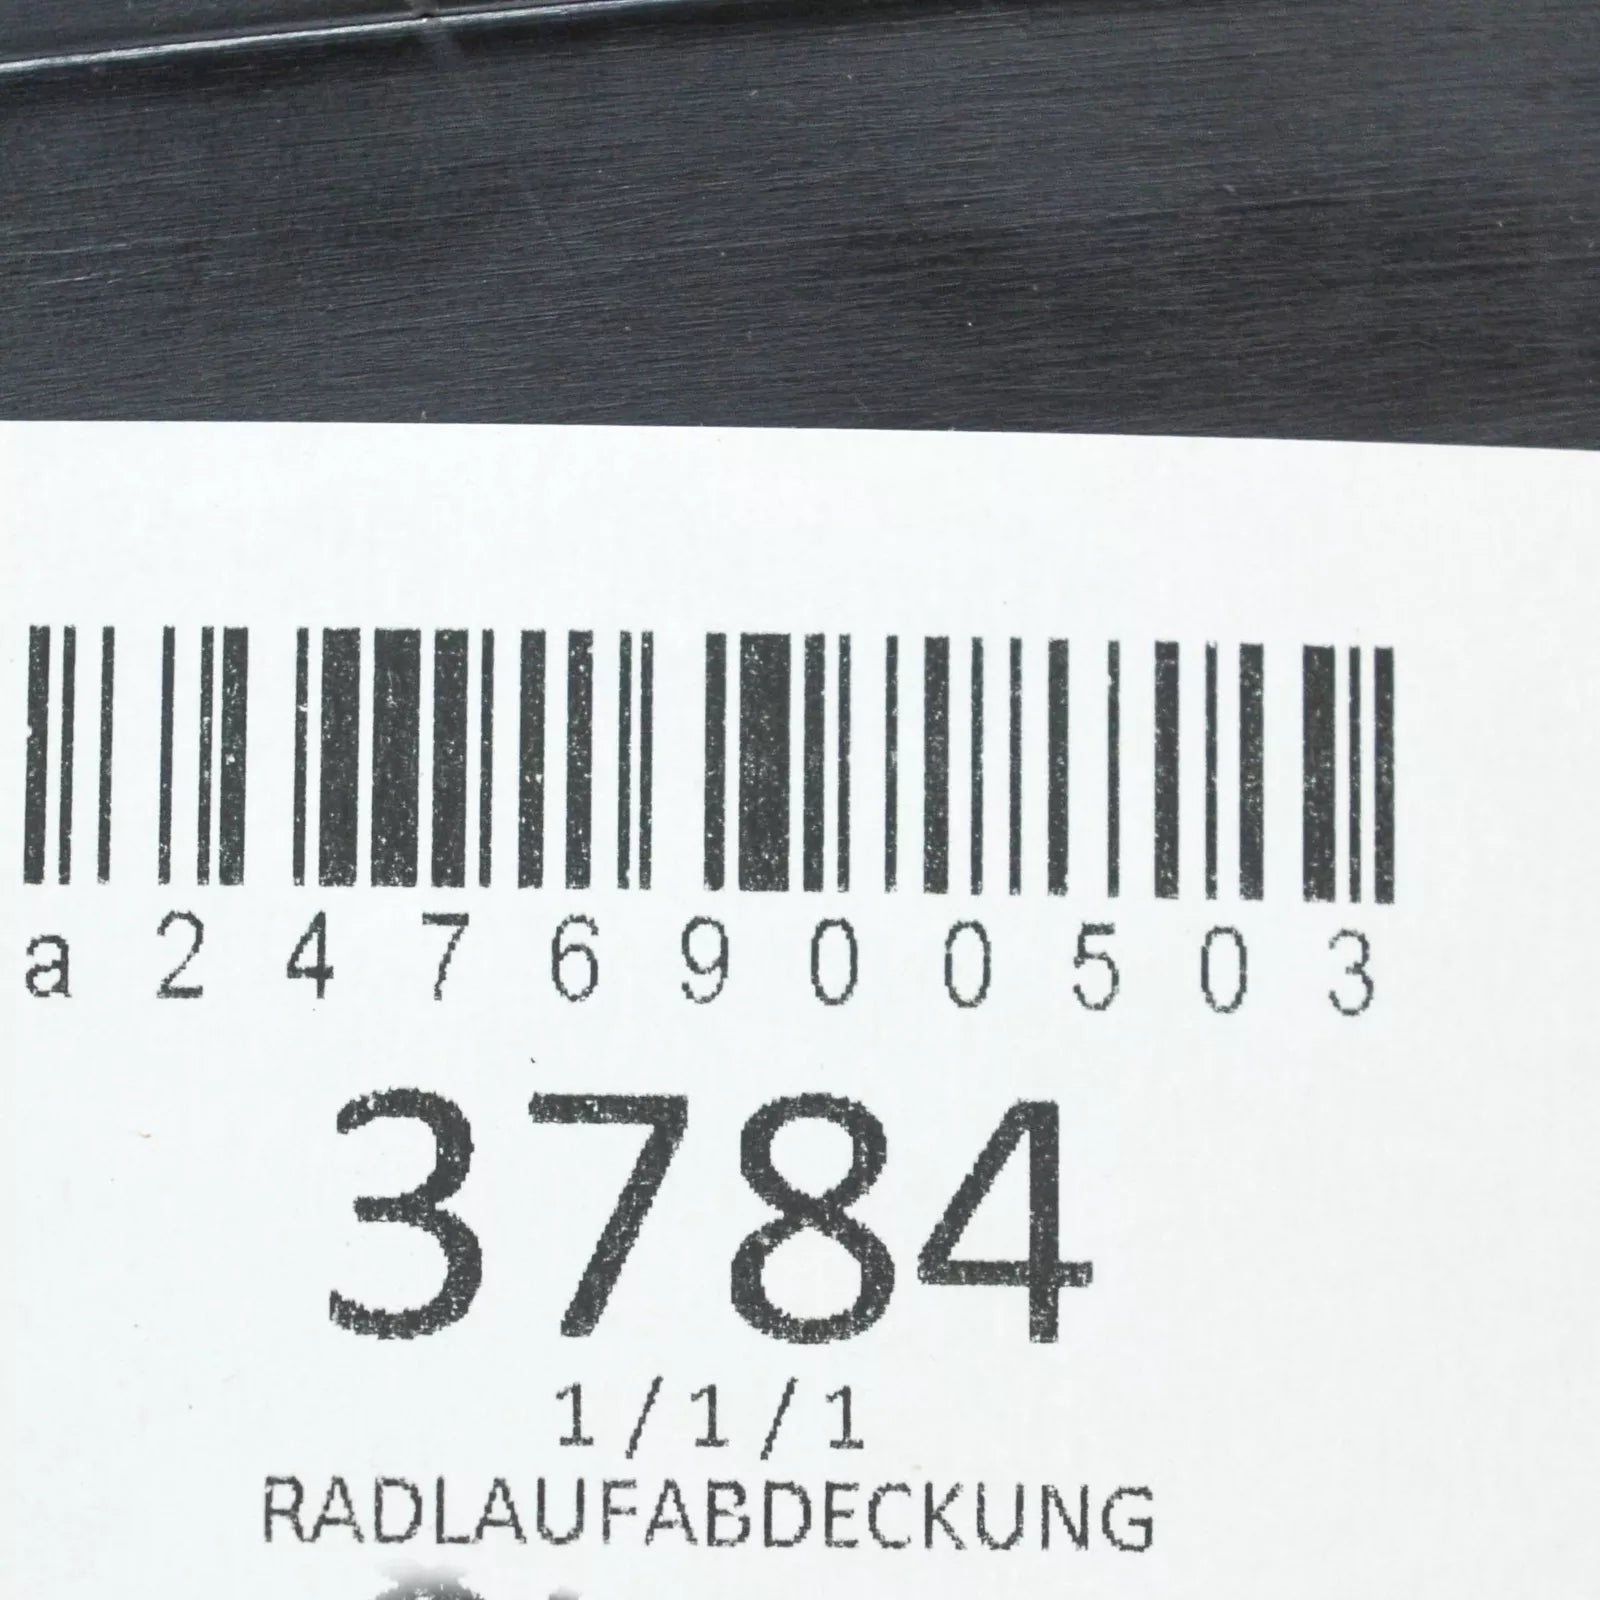 a2476900503
3784
1/1/1
RADLAUFABDECKUNG